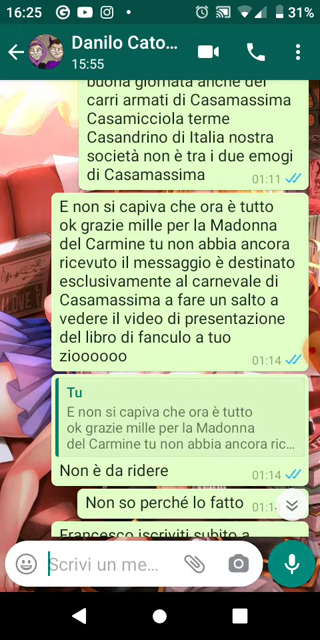 16:25
31%
Danilo Cato...
15:55
buona giornata anche dei
carri armati di Casamassima
Casamicciola terme
Casandrino di Italia nostra
società non è tra i due emogi
di Casamassima
01:11
E non si capiva che ora è tutto
ok grazie mille per la Madonna
del Carmine tu non abbia ancora
ricevuto il messaggio è destinato
esclusivamente al carnevale di
Casamassima a fare un salto a
vedere il video di presentazione
del libro di fanculo a tuo
zioooooo
01:14
Tu
E non si capiva che ora è tutto
ok grazie mille per la Madonna
del Carmine tu non abbia ancora ric...
Non è da ridere
01:14
Non so perché lo fatto
Francesco iscriviti subito a
Scrivi un me...